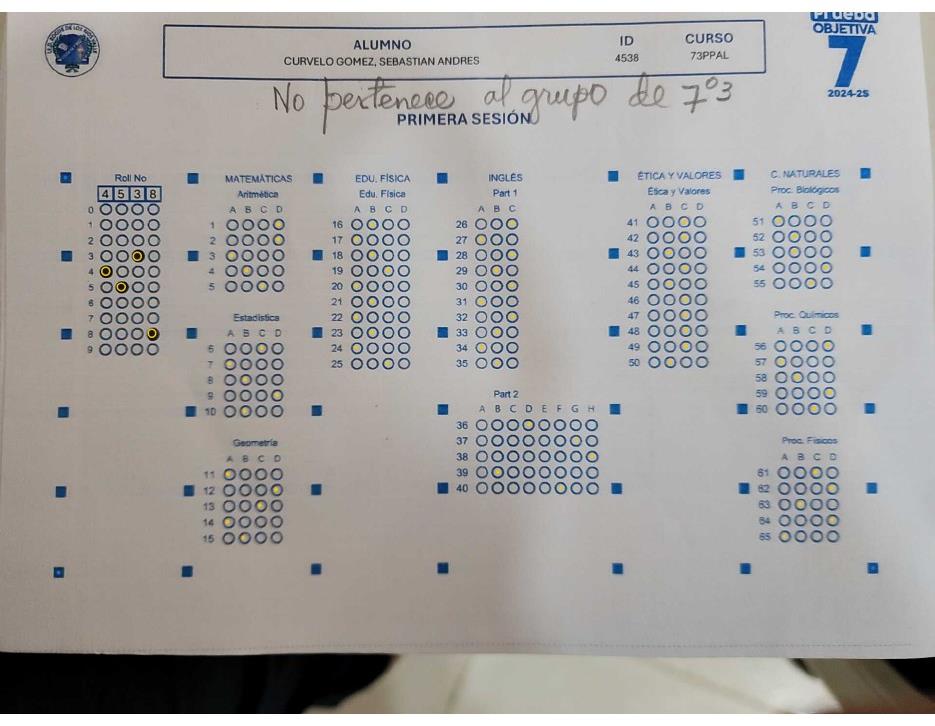 Prueba
OBJETIVA
7
2024-25
ALUMNO ID CURSO
CURVELO GOMEZ, SEBASTIAN ANDRES 4538 73PPAL
No pertenece al grupo de 7º3
PRIMERA SESIÓN
Roll No
4 5 3 8
0
1
2
3
4
5
6
7
8
9
MATEMÁTICAS
Aritmética
A B C D
1
2
3
4
5
Estadística
A B C D
6
7
8
9
10
Geometría
A B C D
11
12
13
14
15
EDU. FÍSICA
Edu. Física
A B C D
16
17
18
19
20
21
22
23
24
25
INGLÉS
Part 1
A B C
26
27
28
29
30
31
32
33
34
35
Part 2
A B C D E F G H
36
37
38
39
40
ÉTICA Y VALORES
Ética y Valores
A B C D
41
42
43
44
45
46
47
48
49
50
C. NATURALES
Proc. Biológicos
A B C D
51
52
53
54
55
Proc. Químicos
A B C D
56
57
58
59
60
Proc. Físicos
A B C D
61
62
63
64
65